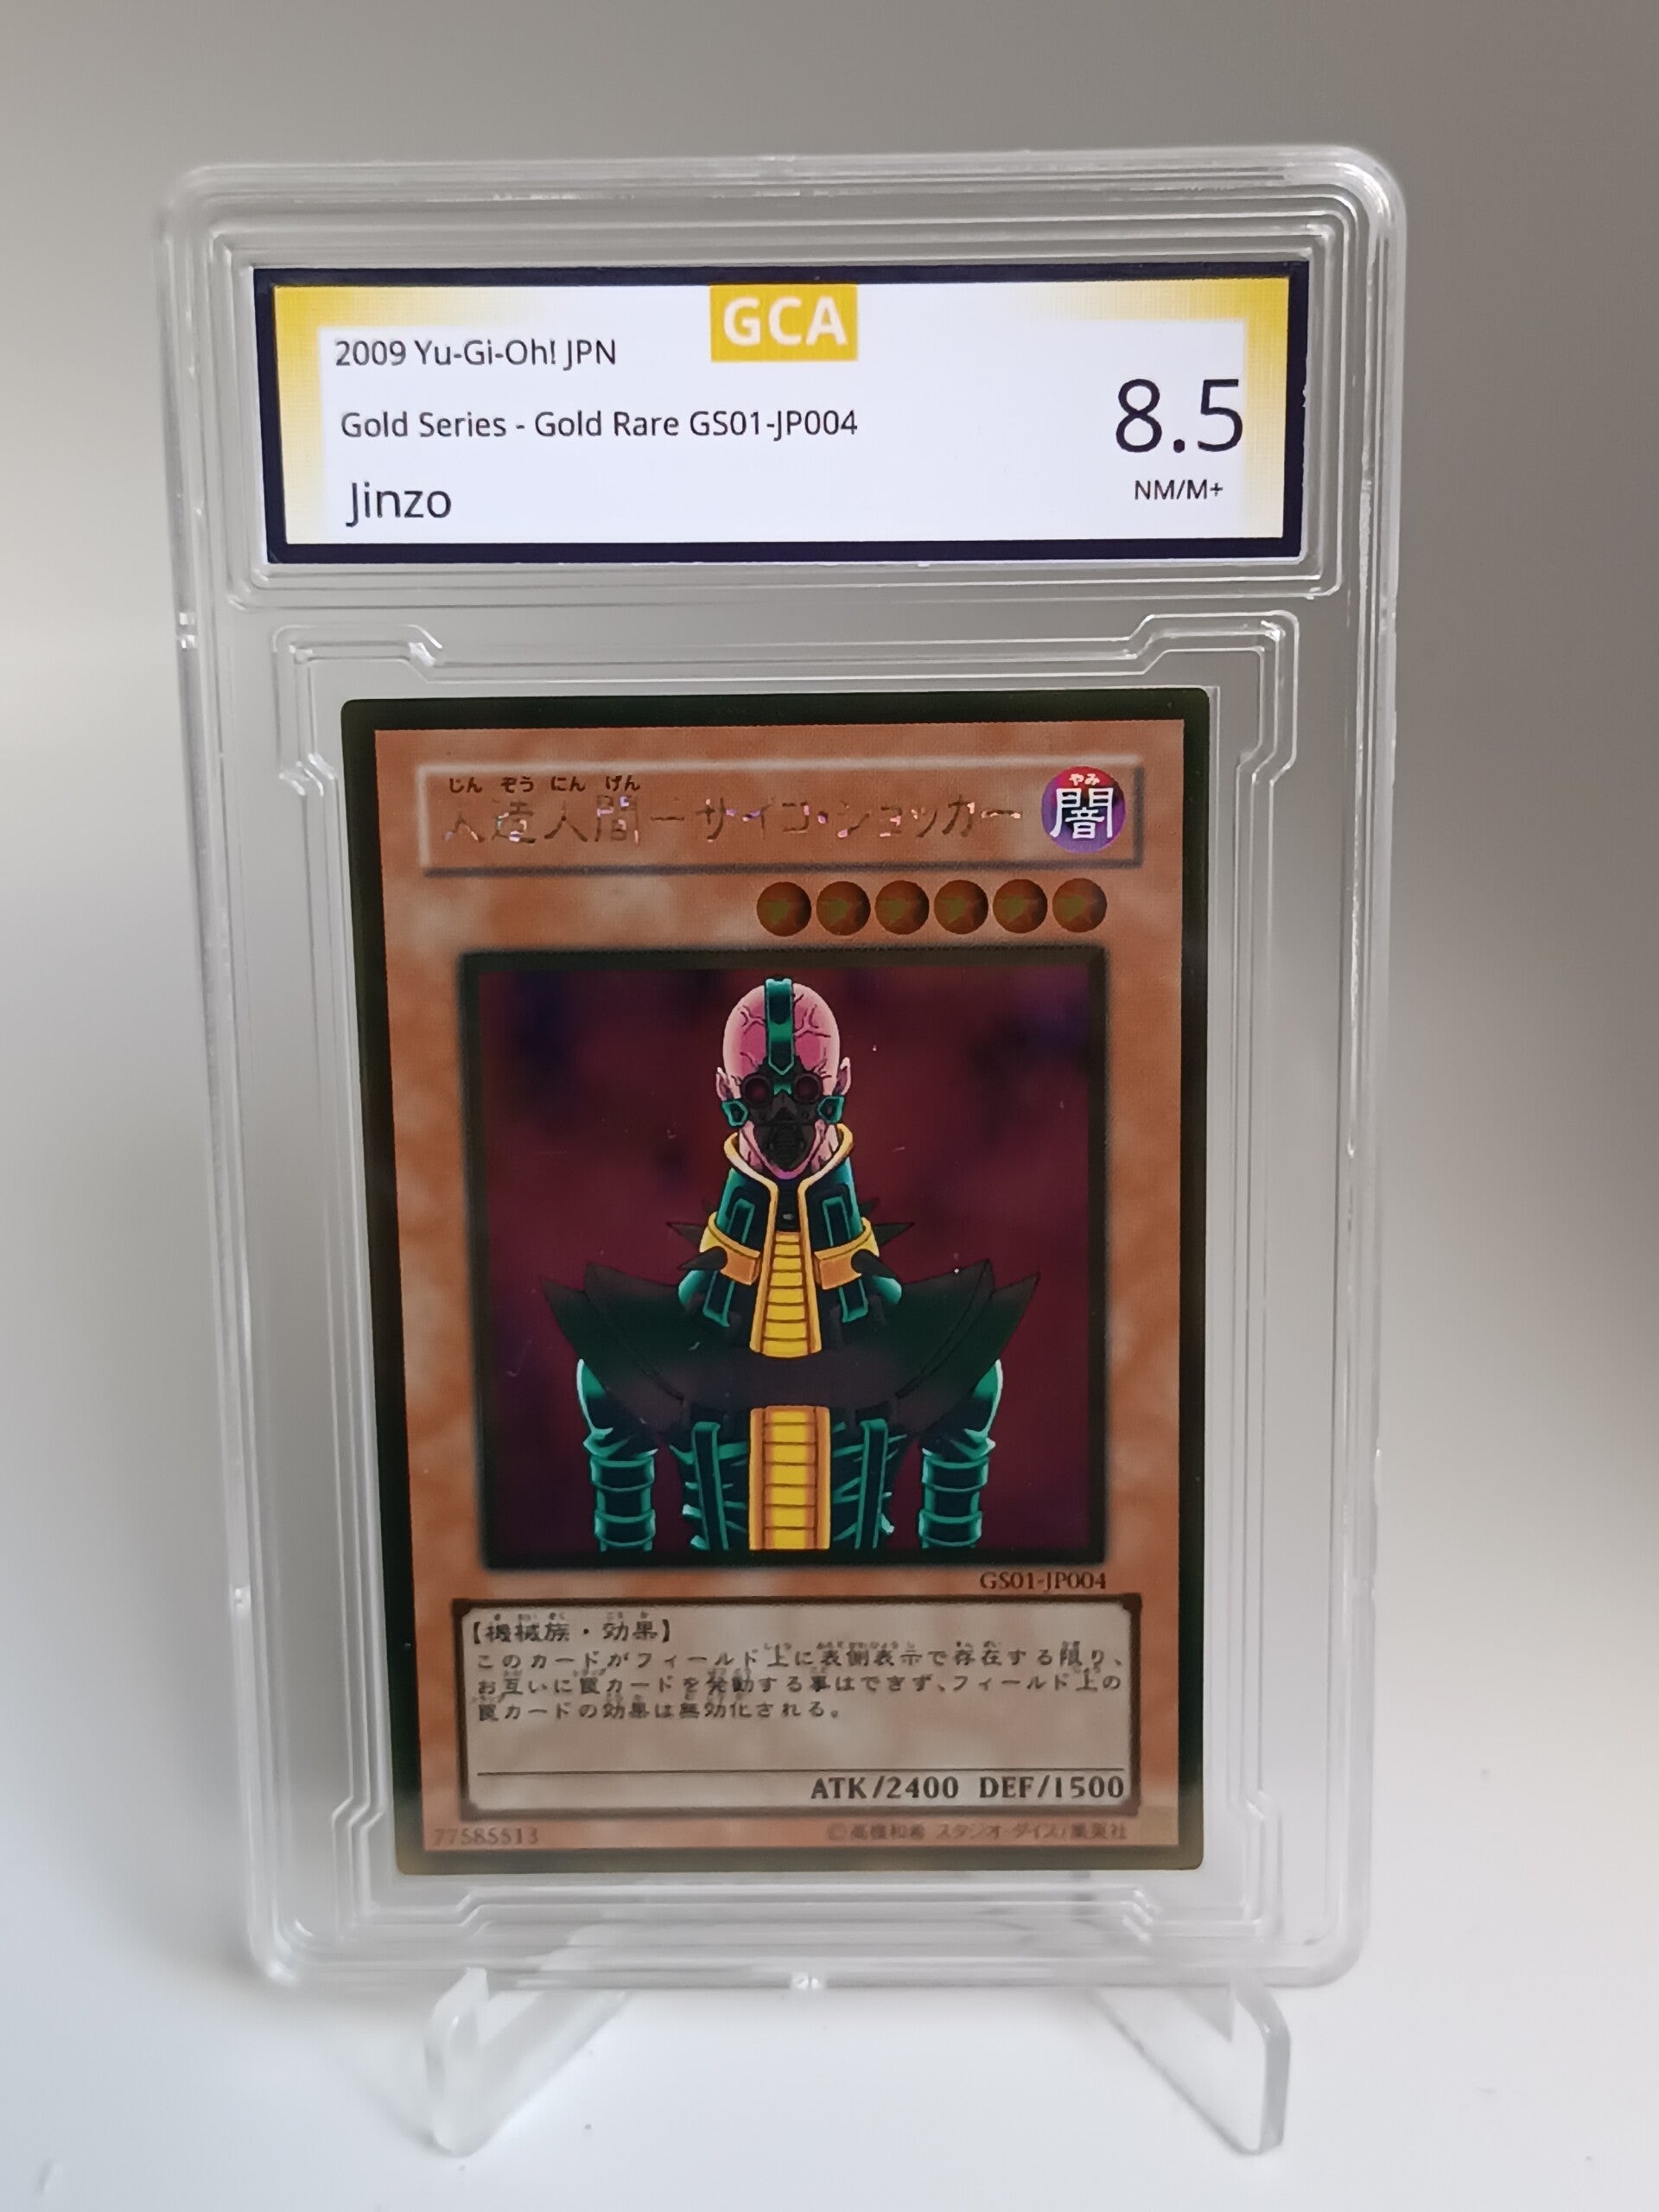 GCA
2009 Yu-Gi-Oh! JPN
Gold Series - Gold Rare GS01-JP004
8.5
Jinzo
NM/M+
じん ぞう にん げん
人造人間－サイコ・ショッカー
やみ
闇
GS01-JP004
【機械族・効果】
このカードがフィールド上に表側表示で存在する限り、
お互いに罠カードを発動する事はできず、フィールド上の
罠カードの効果は無効化される。
ATK/2400 DEF/1500
77585513
©高橋和希 スタジオ・ダイス/集英社